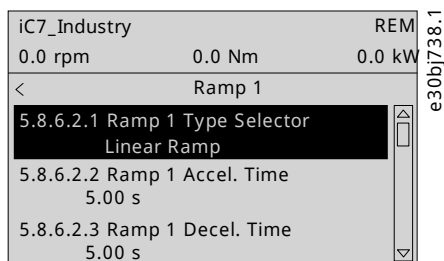 iC7_Industry REM
0.0 rpm 0.0 Nm 0.0 kW
< Ramp 1
5.8.6.2.1 Ramp 1 Type Selector
Linear Ramp
5.8.6.2.2 Ramp 1 Accel. Time
5.00 s
5.8.6.2.3 Ramp 1 Decel. Time
5.00 s
e30bj738.1